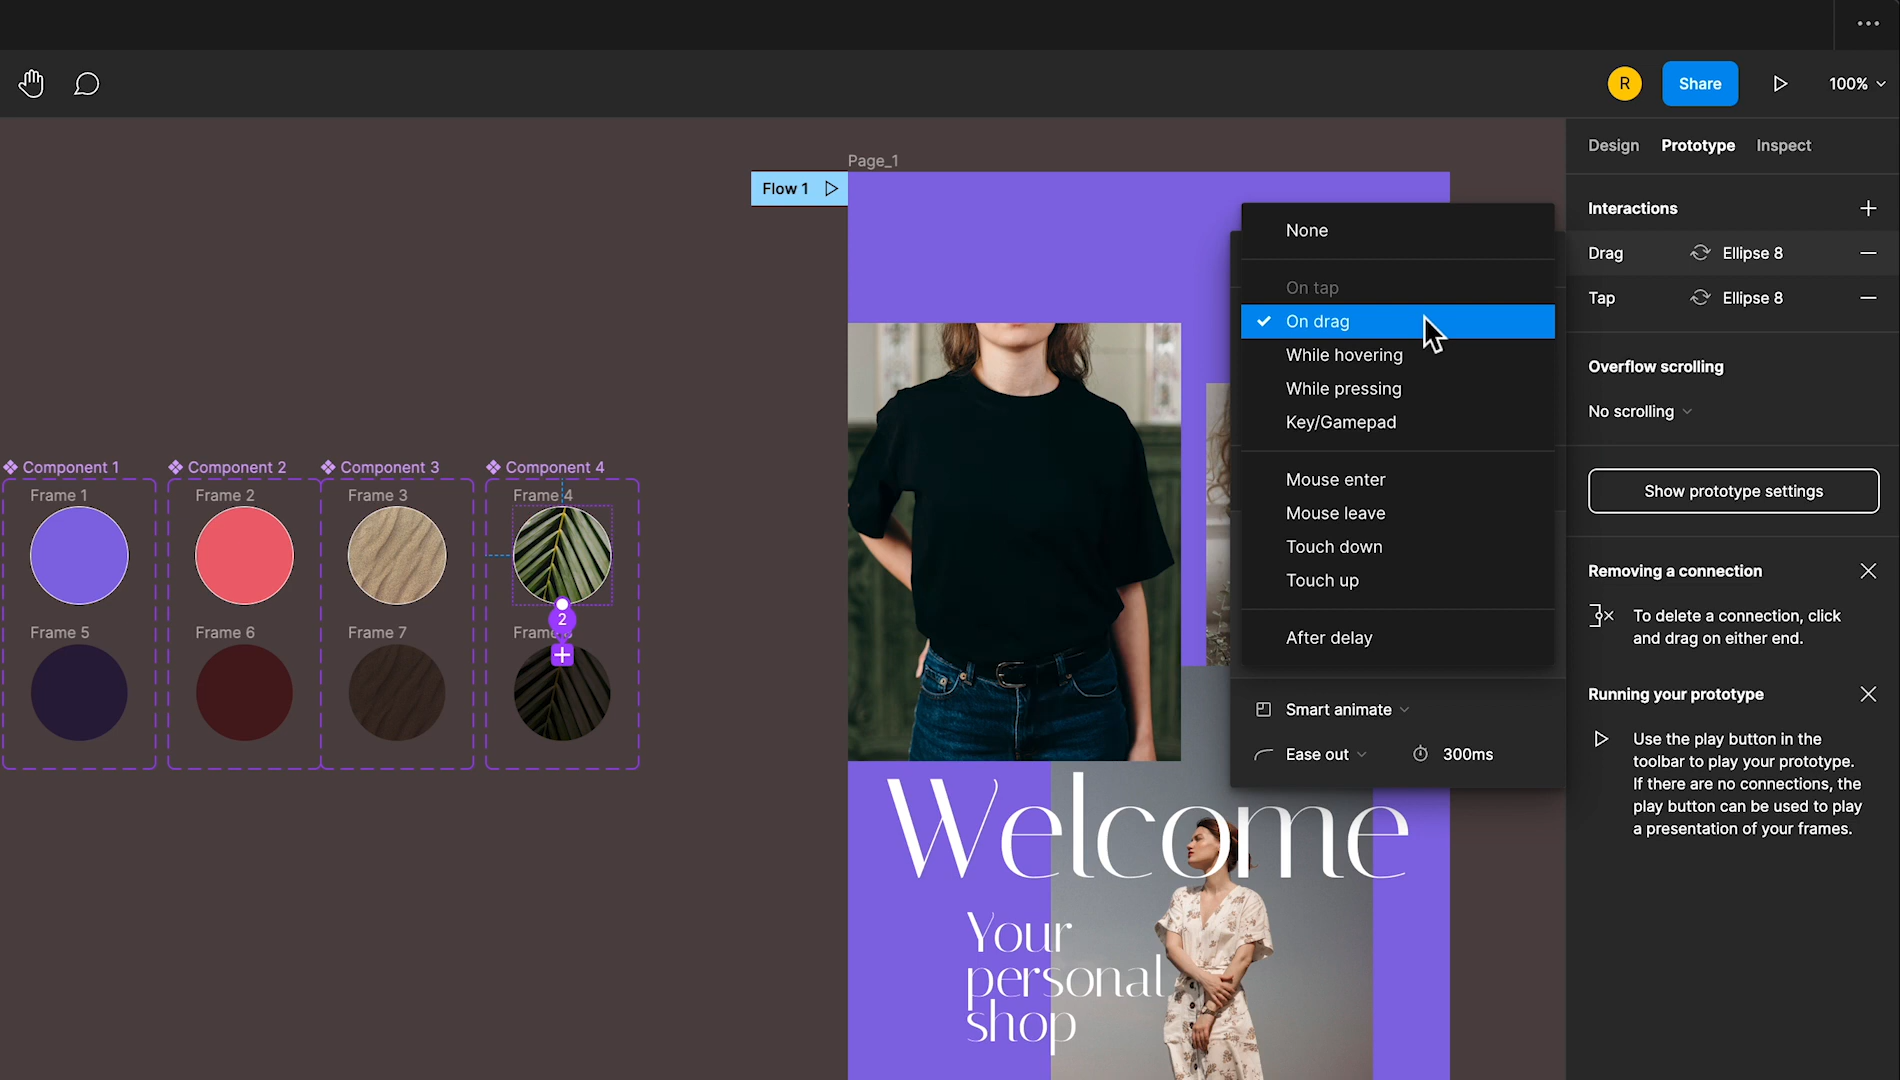 R
Share
100%
Design
Prototype
Inspect
Page_1
Flow 1
Interactions
Drag
Ellipse 8
Tap
Ellipse 8
None
On tap
On drag
While hovering
While pressing
Key/Gamepad
Mouse enter
Mouse leave
Touch down
Touch up
After delay
Smart animate
Ease out
300ms
Overflow scrolling
No scrolling
Show prototype settings
Removing a connection
To delete a connection, click
and drag on either end.
Running your prototype
Use the play button in the
toolbar to play your prototype.
If there are no connections, the
play button can be used to play
a presentation of your frames.
Component 1
Component 2
Component 3
Component 4
Frame 1
Frame 2
Frame 3
Frame 4
2
Frame 5
Frame 6
Frame 7
Frame
Welcome
Your
personal
shop